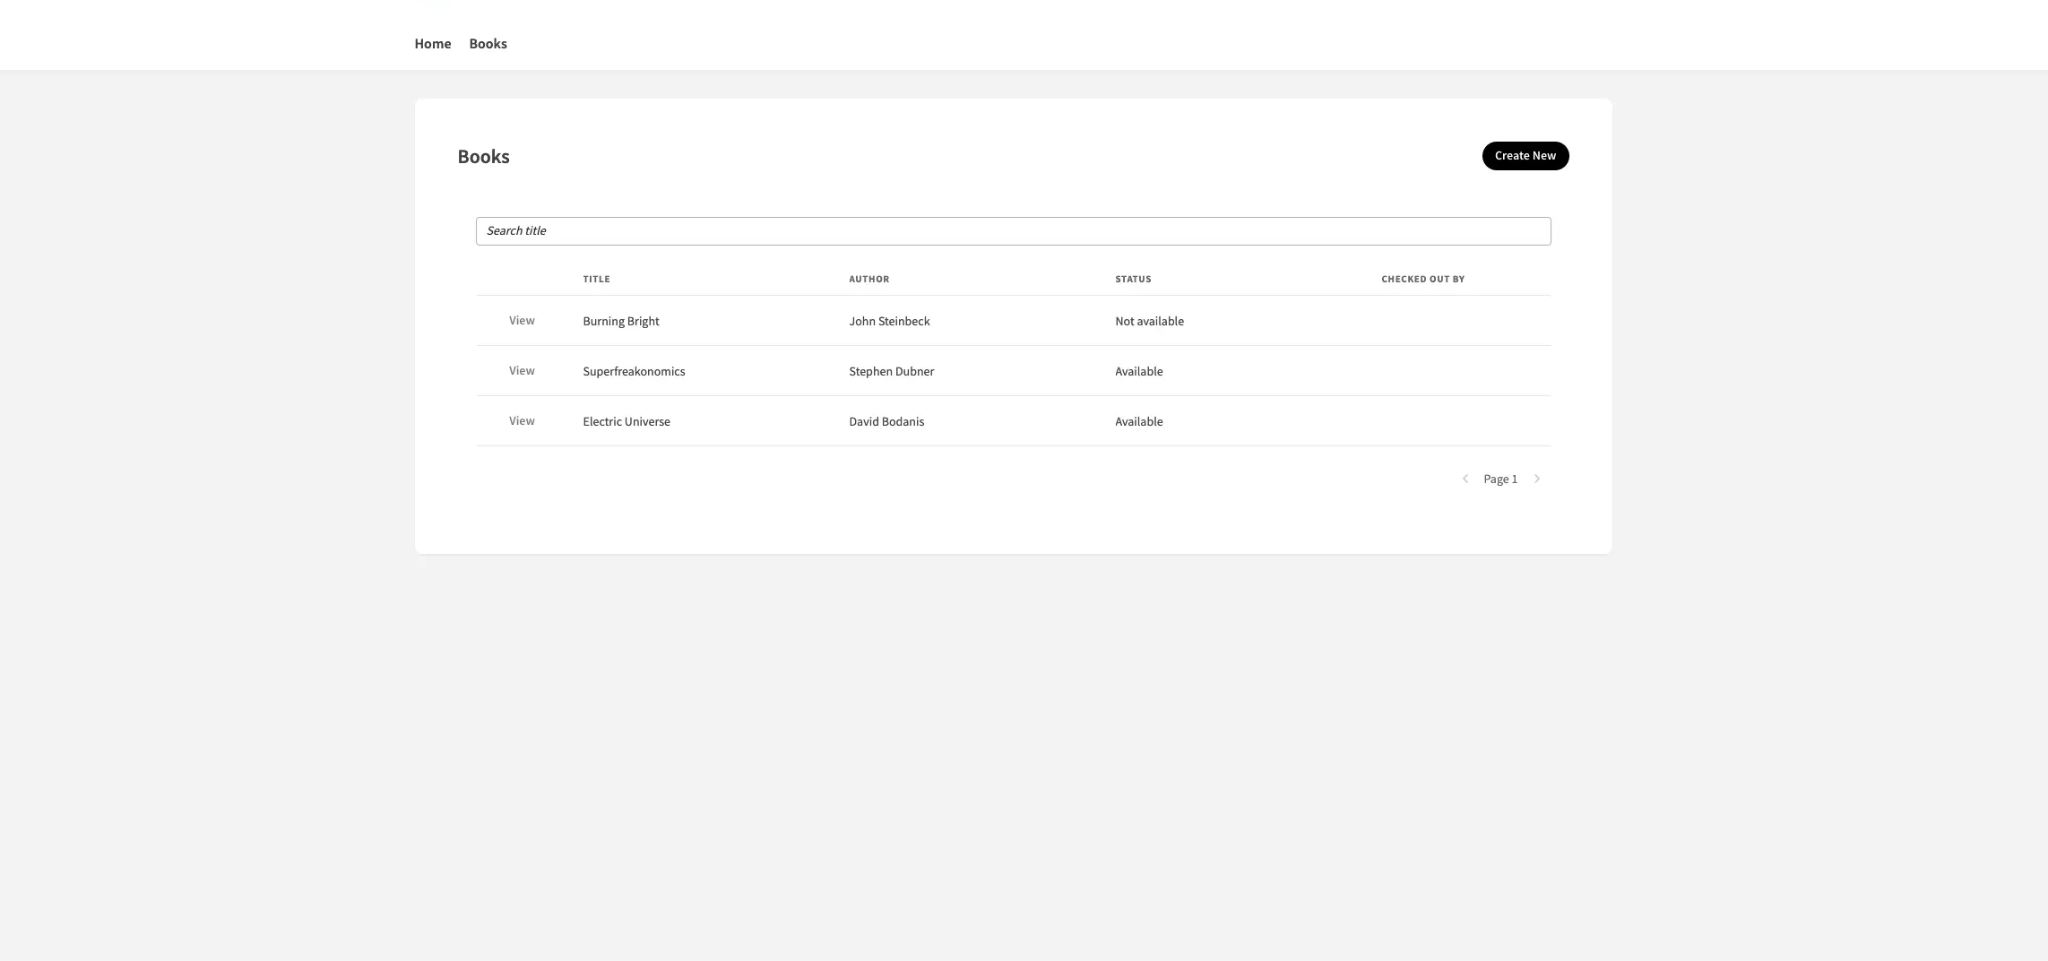 Home Books
Books
Create New
Search title
TITLE AUTHOR STATUS CHECKED OUT BY
View Burning Bright John Steinbeck Not available
View Superfreakonomics Stephen Dubner Available
View Electric Universe David Bodanis Available
Page 1